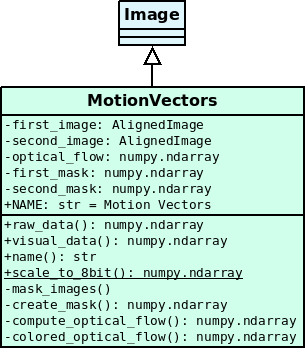 Image
MotionVectors
-first_image: AlignedImage
-second_image: AlignedImage
-optical_flow: numpy.ndarray
-first_mask: numpy.ndarray
-second_mask: numpy.ndarray
+NAME: str = Motion Vectors
+raw_data(): numpy.ndarray
+visual_data(): numpy.ndarray
+name(): str
+scale_to_8bit(): numpy.ndarray
-mask_images()
-create_mask(): numpy.ndarray
-compute_optical_flow(): numpy.ndarray
-colored_optical_flow(): numpy.ndarray